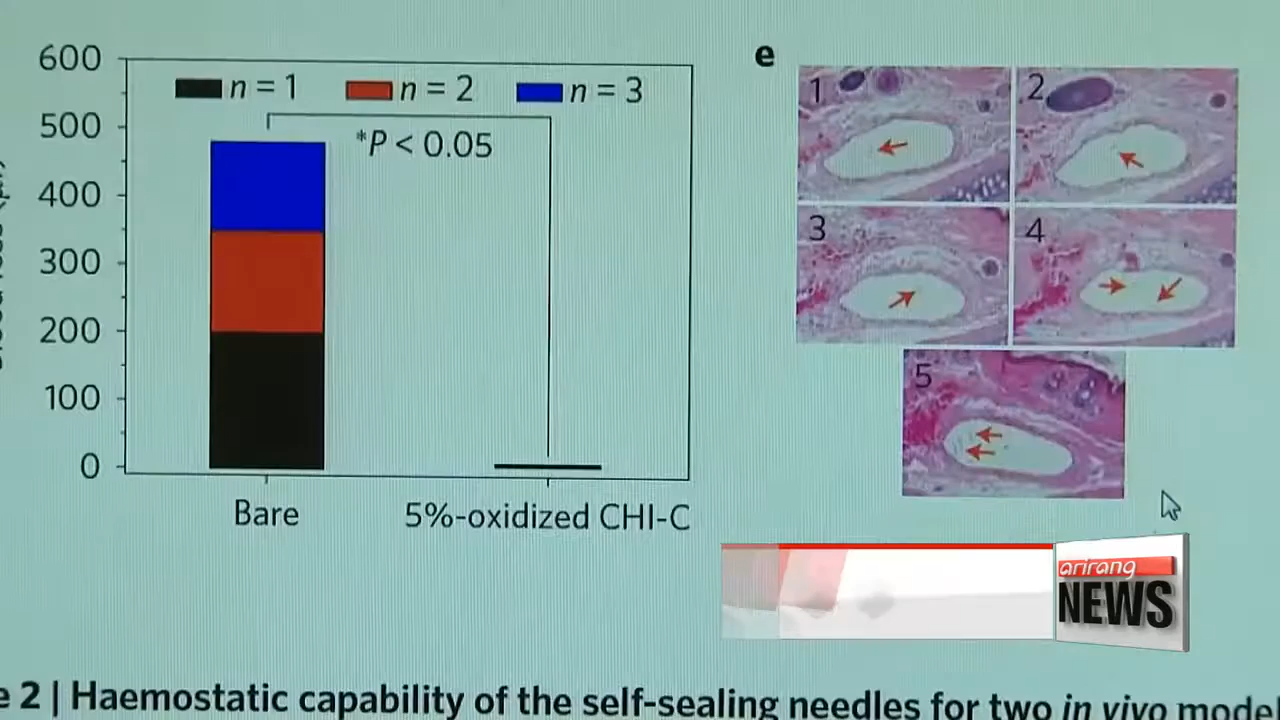 600
500
400
300
200
100
0
n = 1
n = 2
n = 3
*P < 0.05
Bare
5%-oxidized CHI-C
e
1
2
3
4
5
arirang
NEWS
2 | Haemostatic capability of the self-sealing needles for two in vivo model